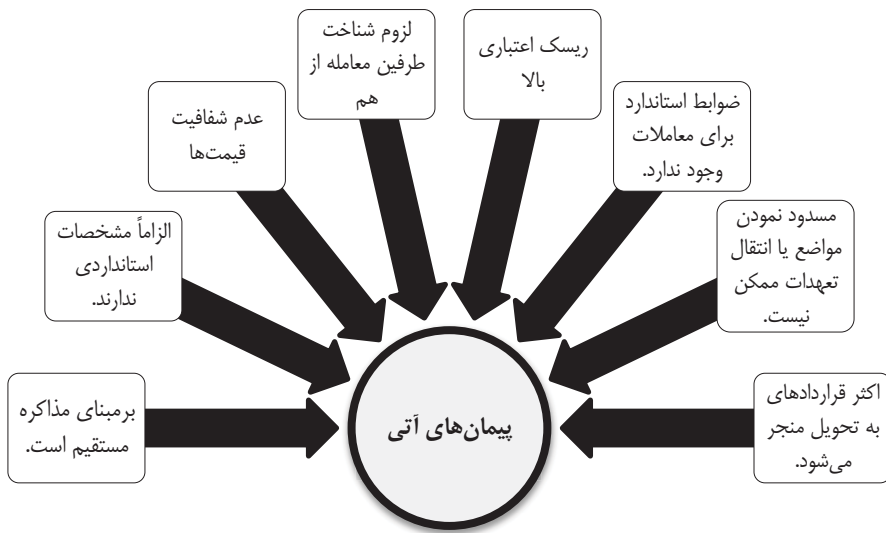 اکثر قراردادهای
به تحویل منجر
می‌شود.
مسدود نمودن
مواضع یا انتقال
تعهدات ممکن
نیست.
ضوابط استاندارد
برای معاملات
وجود ندارد.
ریسک اعتباری
بالا
لزوم شناخت
طرفین معامله از
هم
عدم شفافیت
قیمت‌ها
الزاماً مشخصات
استانداردی
ندارند.
برمبنای مذاکره
مستقیم است.
پیمان‌های آتی